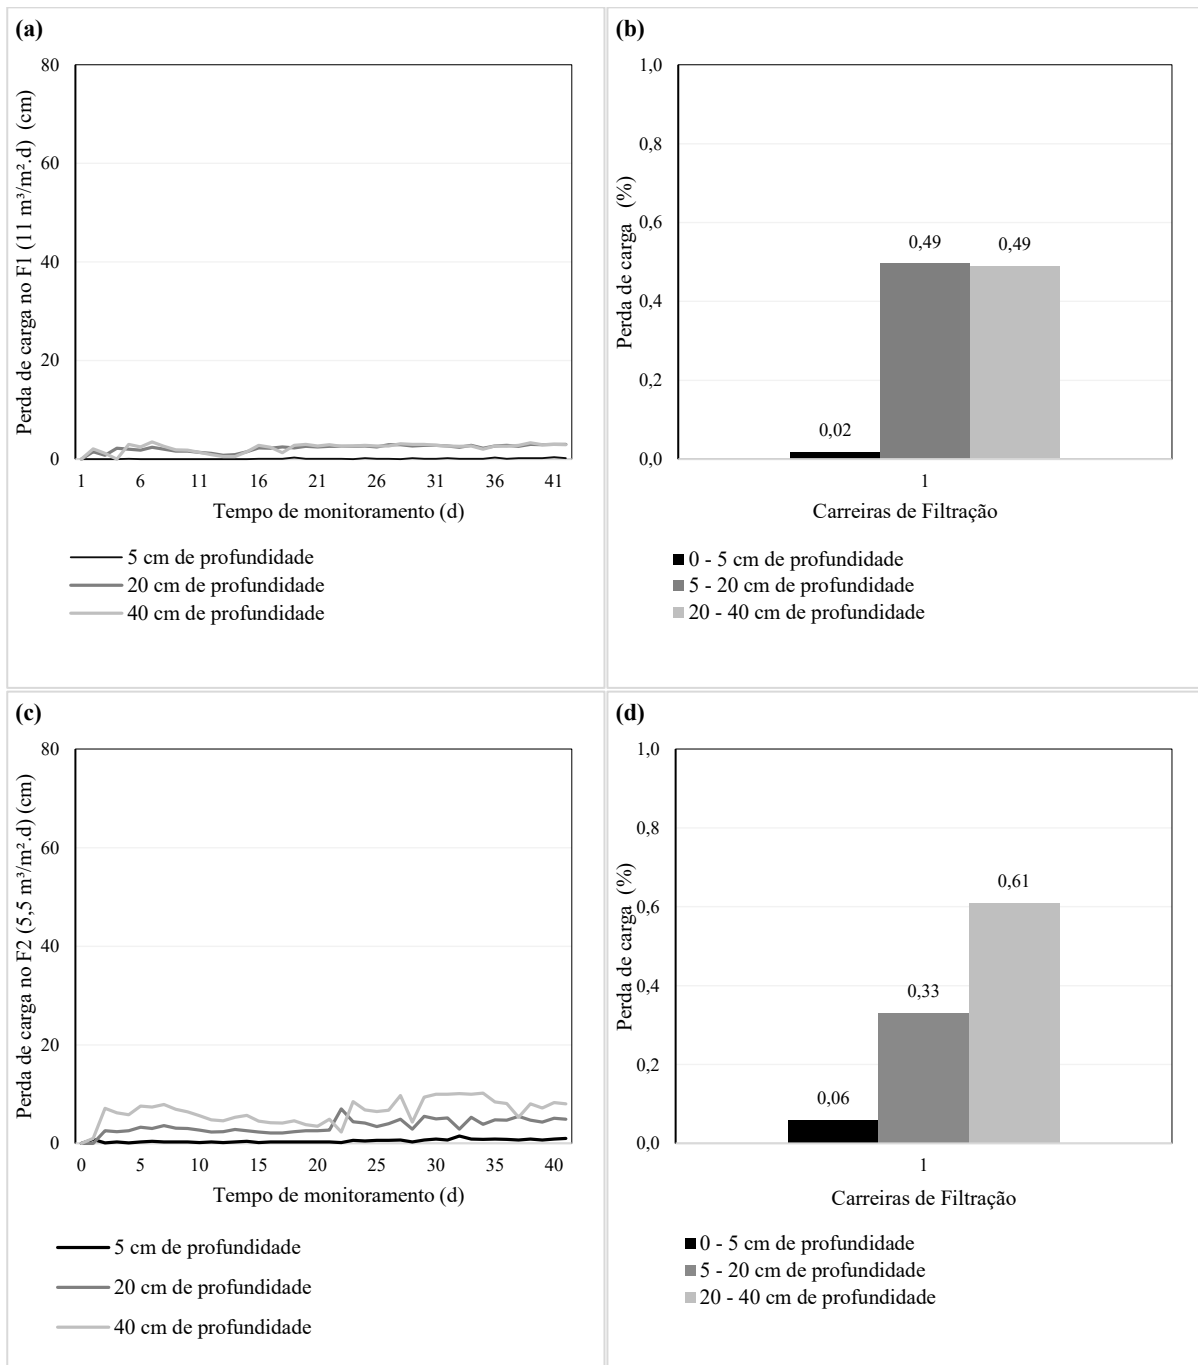 (a)
Perda de carga no F1 (11 m³/m².d) (cm)
80
60
40
20
0
1 6 11 16 21 26 31 36 41
Tempo de monitoramento (d)
5 cm de profundidade
20 cm de profundidade
40 cm de profundidade
(b)
Perda de carga (%)
1,0
0,8
0,6
0,4
0,2
0,0
0,02
0,49
0,49
1
Carreiras de Filtração
0 - 5 cm de profundidade
5 - 20 cm de profundidade
20 - 40 cm de profundidade
(c)
Perda de carga no F2 (5,5 m³/m².d) (cm)
80
60
40
20
0
0 5 10 15 20 25 30 35 40
Tempo de monitoramento (d)
5 cm de profundidade
20 cm de profundidade
40 cm de profundidade
(d)
Perda de carga (%)
1,0
0,8
0,6
0,4
0,2
0,0
0,06
0,33
0,61
1
Carreiras de Filtração
0 - 5 cm de profundidade
5 - 20 cm de profundidade
20 - 40 cm de profundidade